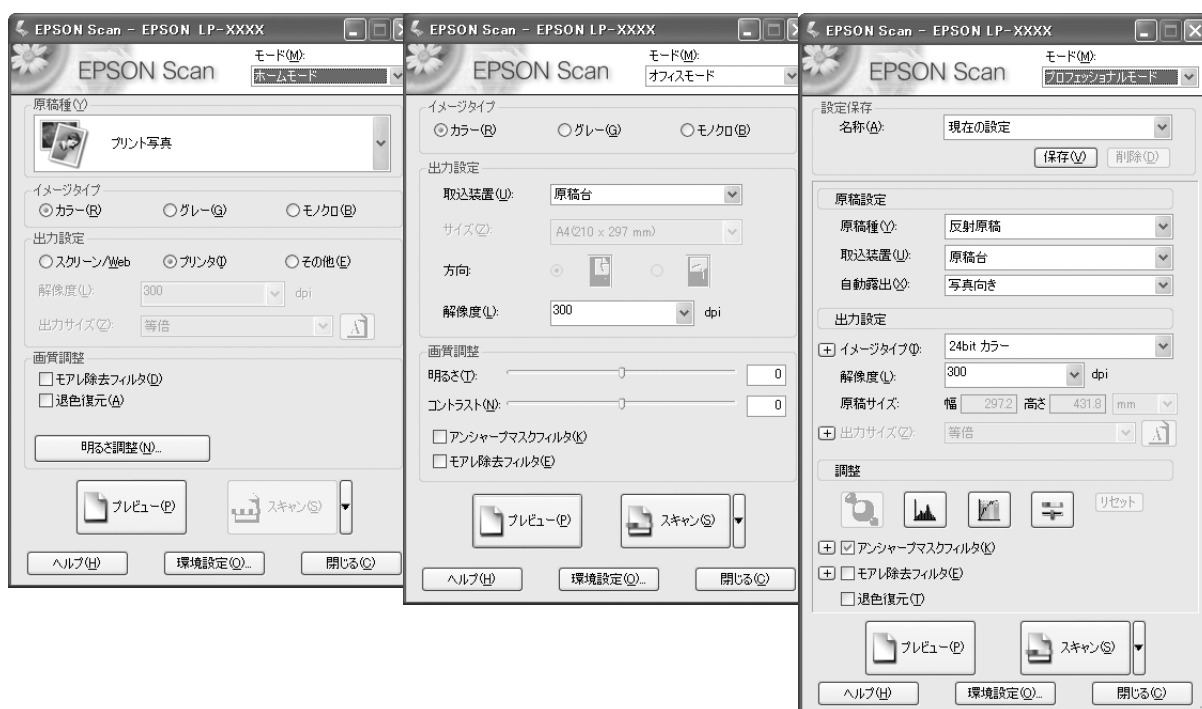 EPSON Scan - EPSON LP-XXXX
EPSON Scan
モード(M):
ホームモード
原稿種(Y)
プリント写真
イメージタイプ
カラー(R) グレー(G) モノクロ(B)
出力設定
スクリーン/Web プリンタ(I) その他(E)
解像度(L): 300 dpi
出力サイズ(Z): 等倍
画質調整
モアレ除去フィルタ(D)
退色復元(A)
明るさ調整(N)...
プレビュー(P) スキャン(S)
ヘルプ(H) 環境設定(O)... 閉じる(C)
EPSON Scan - EPSON LP-XXXX
EPSON Scan
モード(M):
オフィスモード
イメージタイプ
カラー(R) グレー(G) モノクロ(B)
出力設定
取込装置(U): 原稿台
サイズ(Z): A4(210 x 297 mm)
方向:
解像度(L): 300 dpi
画質調整
明るさ(T): 0
コントラスト(N): 0
アンシャープマスクフィルタ(K)
モアレ除去フィルタ(E)
プレビュー(P) スキャン(S)
ヘルプ(H) 環境設定(O)... 閉じる(C)
EPSON Scan - EPSON LP-XXXX
EPSON Scan
モード(M):
プロフェッショナルモード
設定保存
名称(A): 現在の設定
保存(V) 削除(D)
原稿設定
原稿種(Y): 反射原稿
取込装置(U): 原稿台
自動露出(X): 写真向き
出力設定
イメージタイプ(I): 24bit カラー
解像度(L): 300 dpi
原稿サイズ: 幅 297.2 高さ 431.8 mm
出力サイズ(Z): 等倍
調整
リセット
アンシャープマスクフィルタ(K)
モアレ除去フィルタ(E)
退色復元(T)
プレビュー(P) スキャン(S)
ヘルプ(H) 環境設定(O)... 閉じる(C)